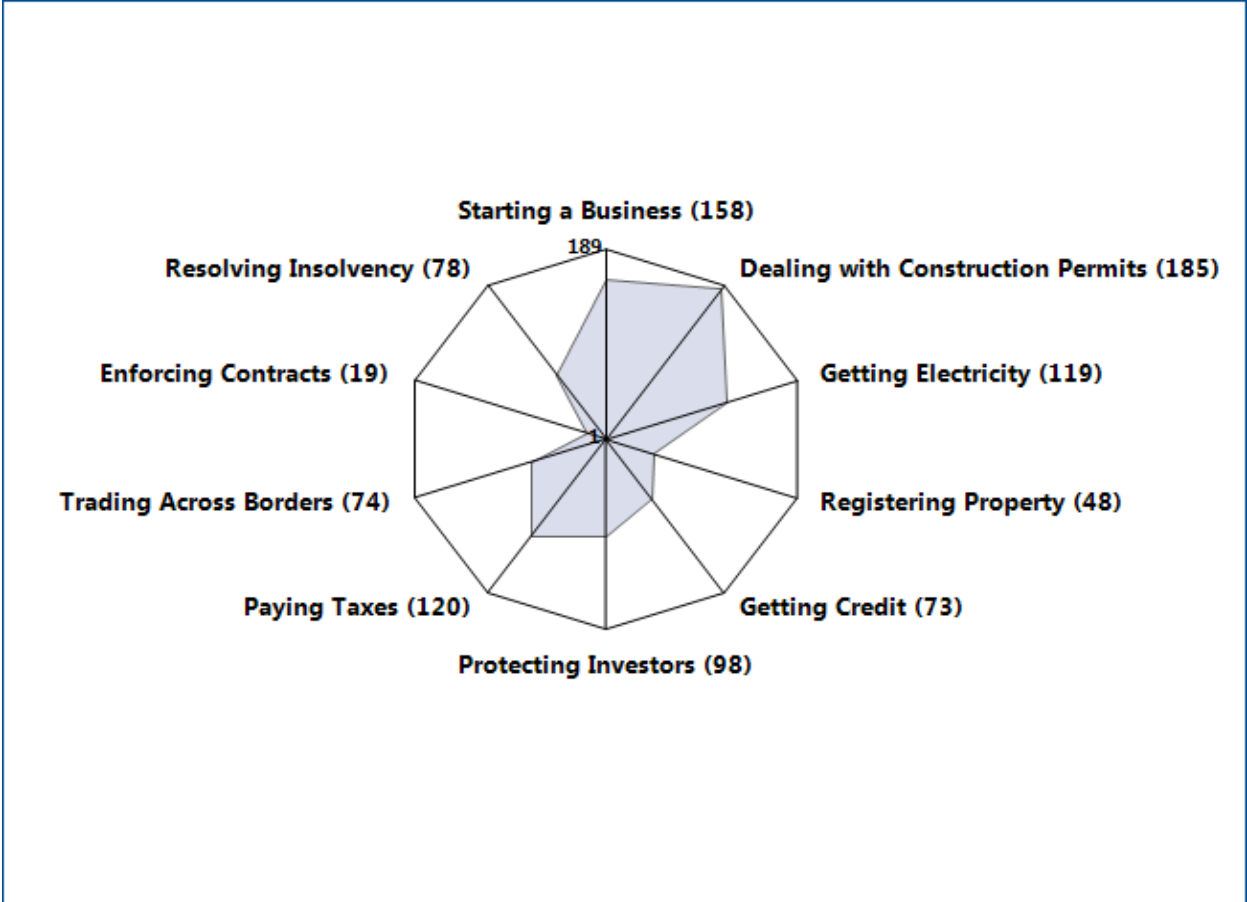 Starting a Business (158)
189
Resolving Insolvency (78)
Dealing with Construction Permits (185)
Enforcing Contracts (19)
Getting Electricity (119)
1
Trading Across Borders (74)
Registering Property (48)
Paying Taxes (120)
Getting Credit (73)
Protecting Investors (98)